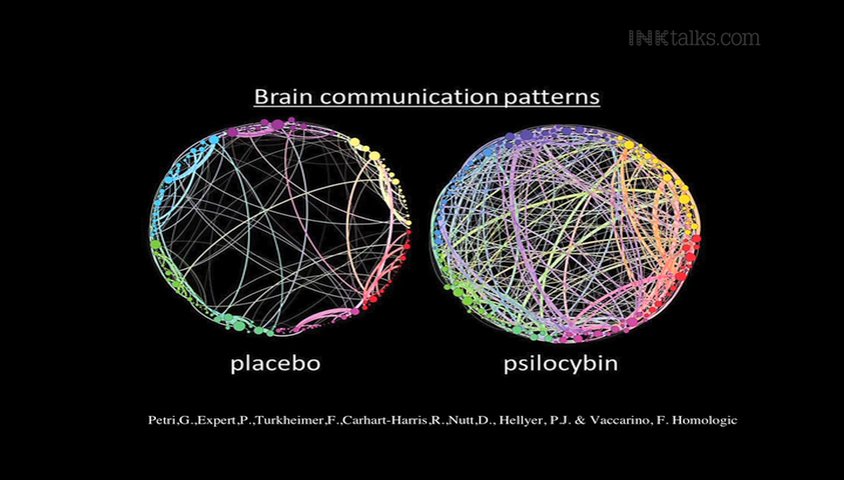 INKtalks.com
Brain communication patterns
placebo
psilocybin
Petri,G.,Expert,P.,Turkheimer,F.,Carhart-Harris,R.,Nutt,D., Hellyer, P.J. & Vaccarino, F. Homologic